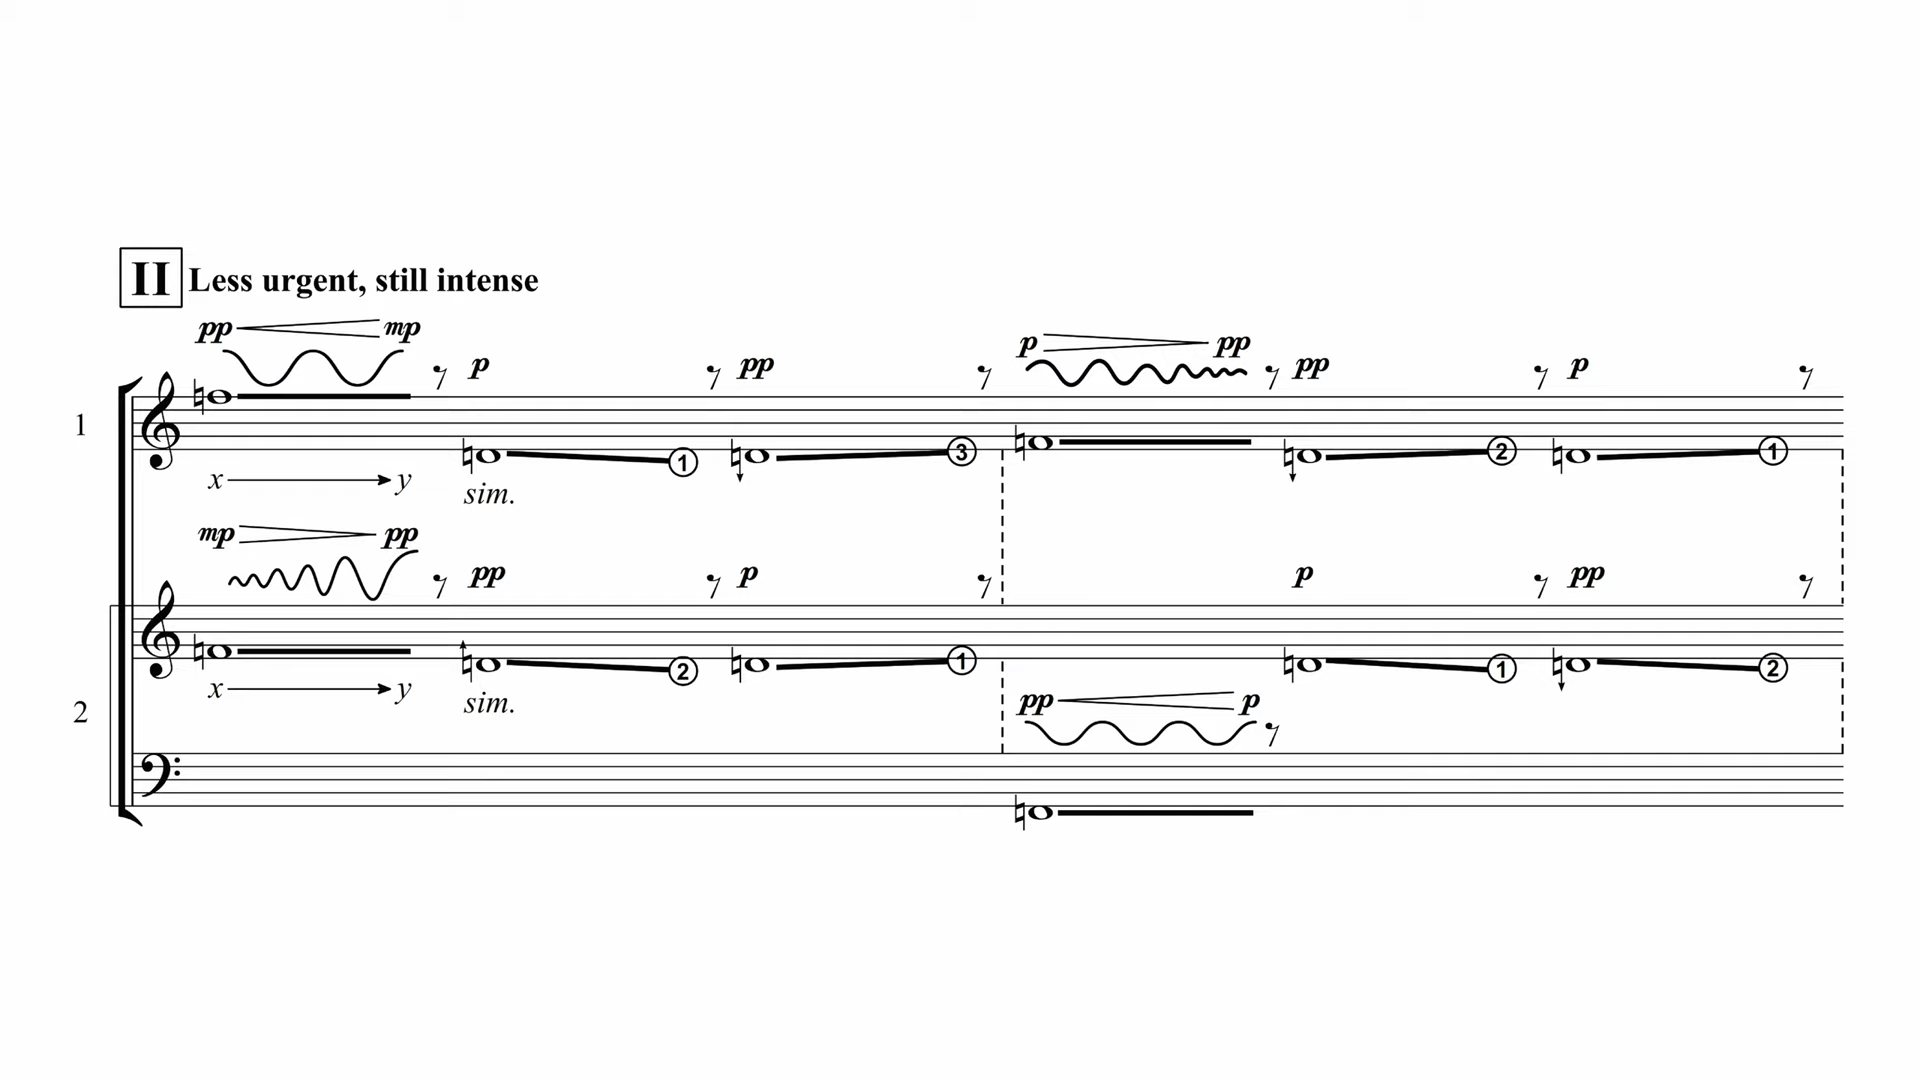 II Less urgent, still intense
pp mp p pp p pp pp p
1
1 3 2 1
x y sim.
mp pp pp p p pp
2 1 1 2
x y sim.
2
pp p